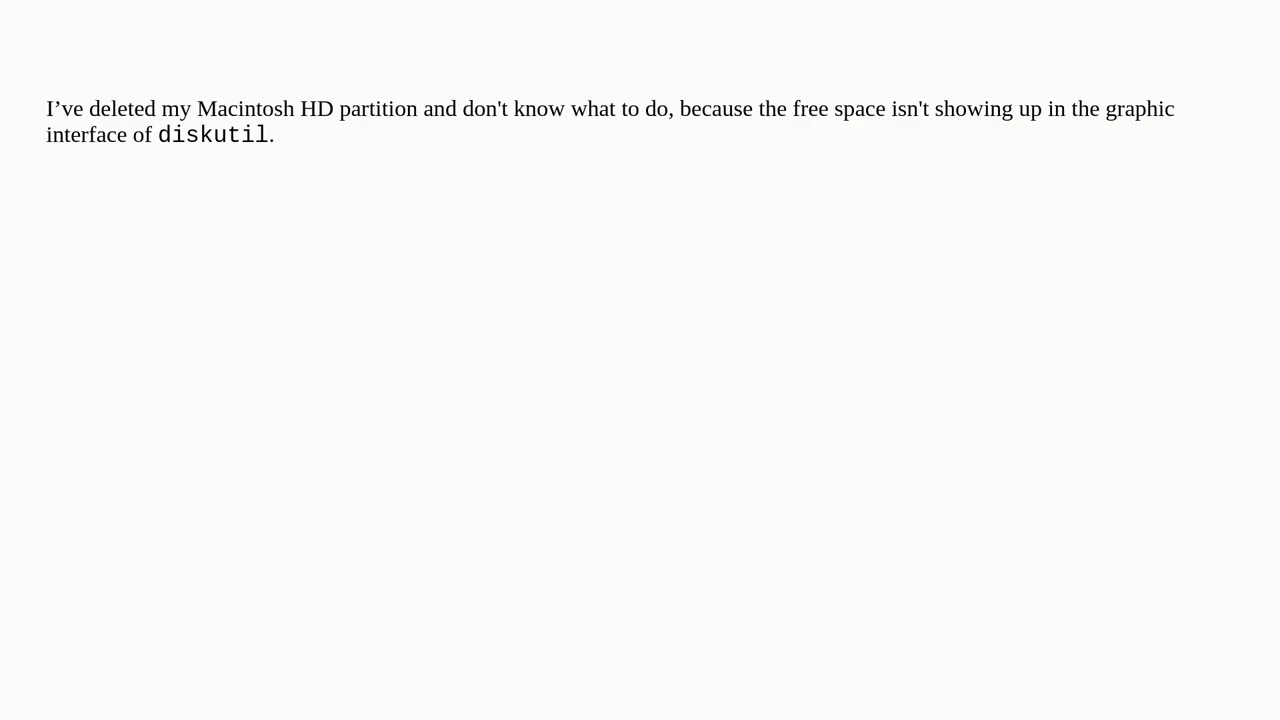 I’ve deleted my Macintosh HD partition and don't know what to do, because the free space isn't showing up in the graphic
interface of diskutil.